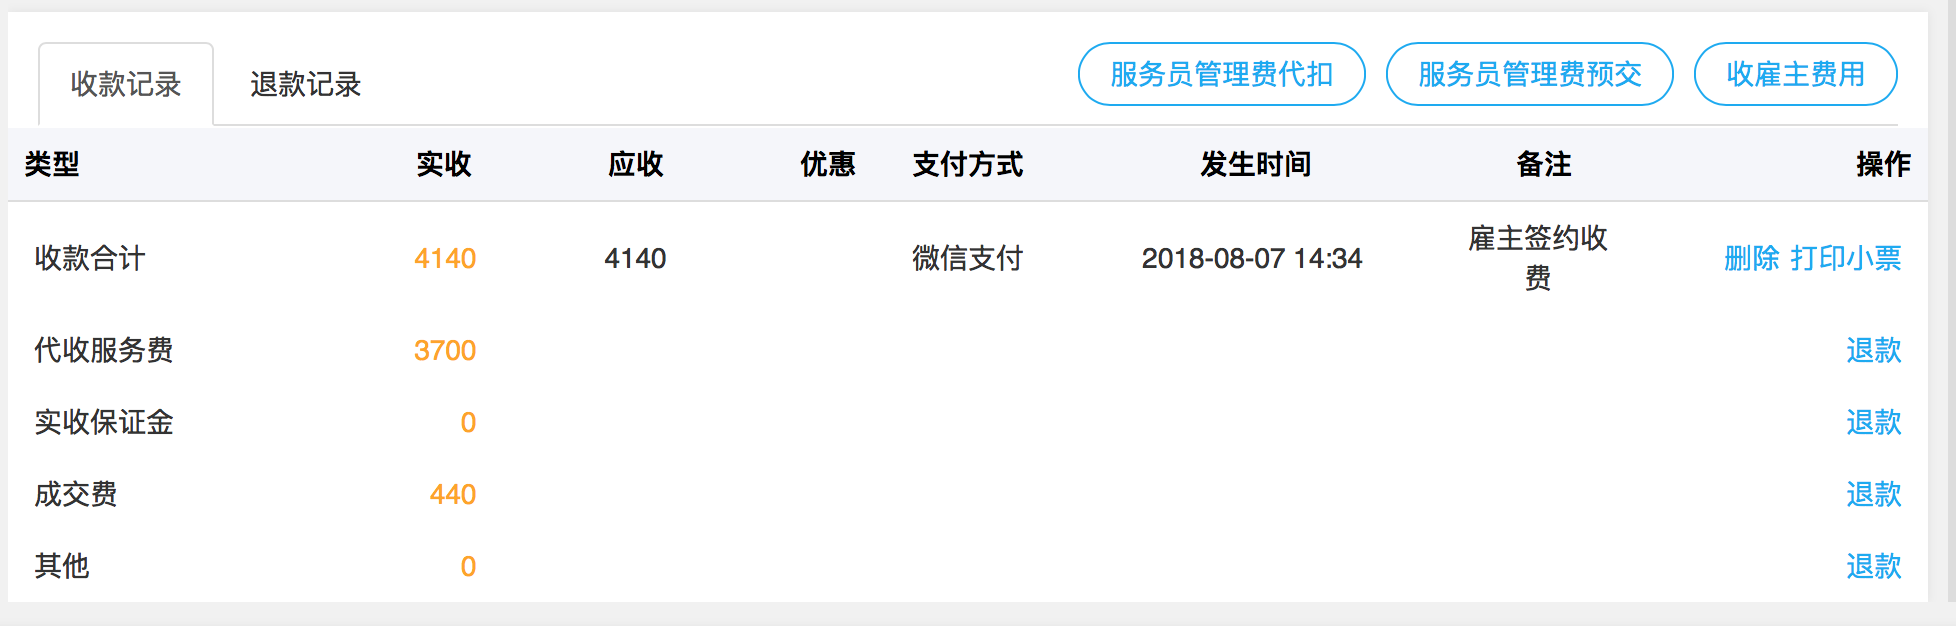 收款记录 退款记录 服务员管理费代扣 服务员管理费预交 收雇主费用
类型 实收 应收 优惠 支付方式 发生时间 备注 操作
收款合计 4140 4140 微信支付 2018-08-07 14:34 雇主签约收 删除 打印小票
费
代收服务费 3700 退款
实收保证金 0 退款
成交费 440 退款
其他 0 退款